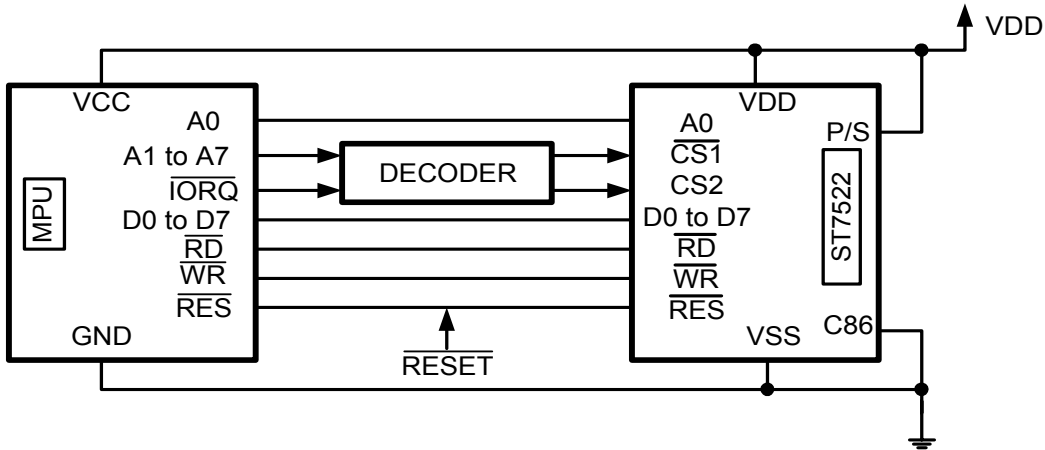 VDD
VCC
A0
A1 to A7
IORQ
D0 to D7
RD
WR
RES
GND
MPU
DECODER
RESET
VDD
A0
CS1
CS2
D0 to D7
RD
WR
RES
VSS
P/S
ST7522
C86